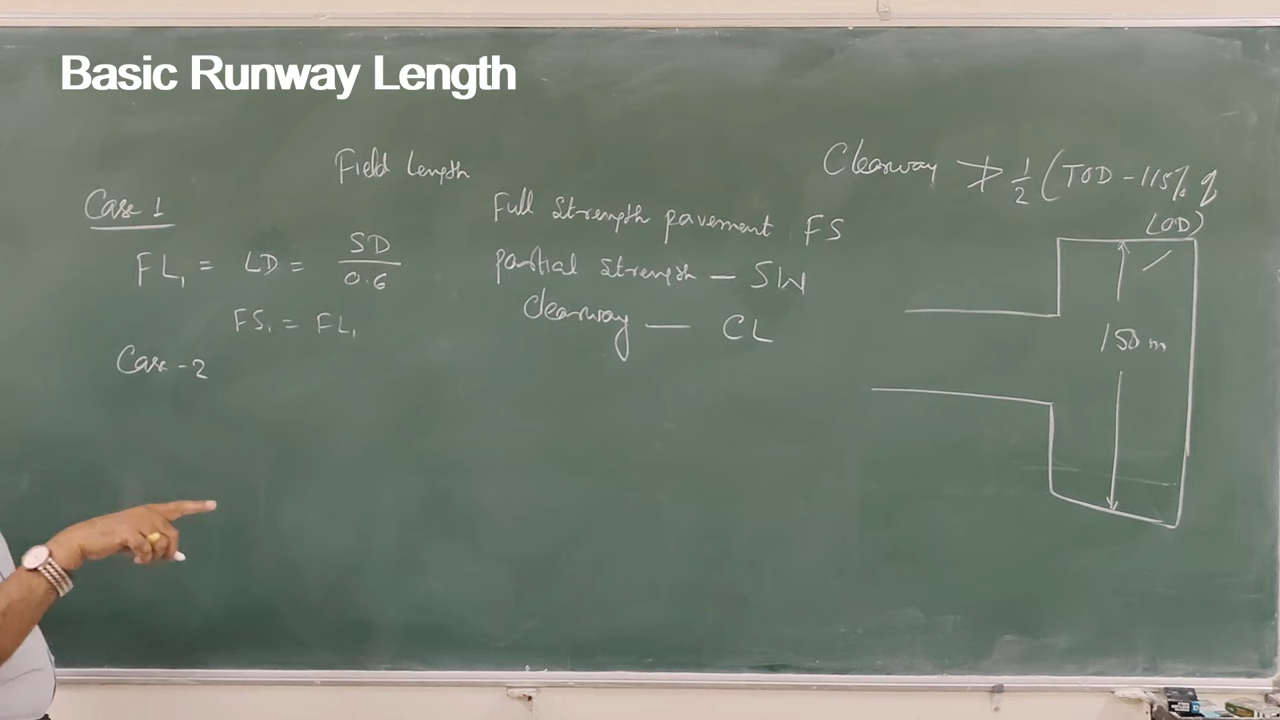 Basic Runway Length
Field Length
Case 1
FL₁ = LD = SD / 0.6
FS₁ = FL₁
Case - 2
Full Strength pavement FS
partial strength — SW
Clearway — CL
Clearway ≯ 1/2 (TOD - 115% of
LOD)
150 m